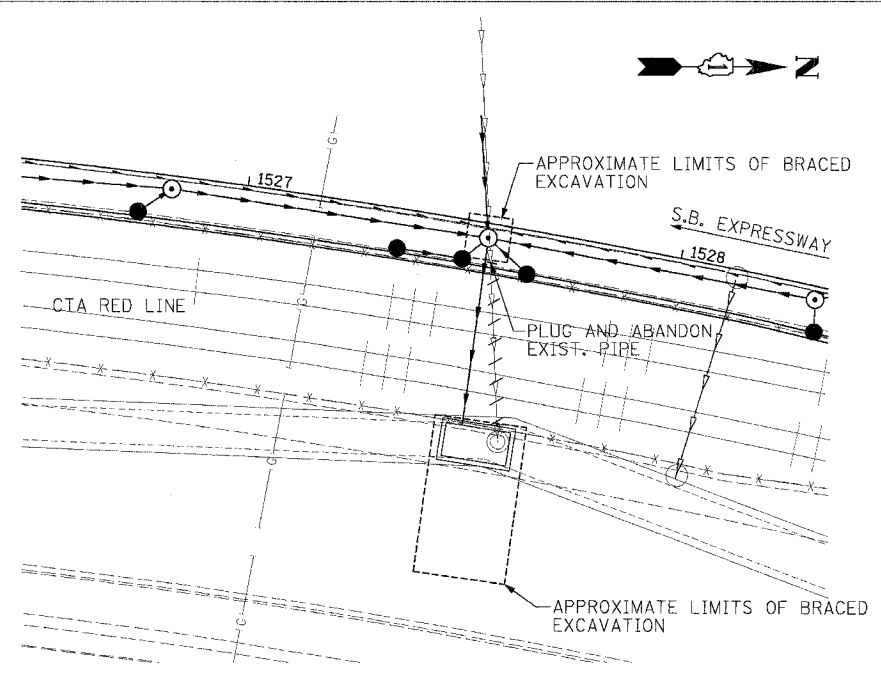 N
G
APPROXIMATE LIMITS OF BRACED
EXCAVATION
1527
S.B. EXPRESSWAY
1528
CTA RED LINE
G
PLUG AND ABANDON
EXIST. PIPE
G
G
APPROXIMATE LIMITS OF BRACED
EXCAVATION